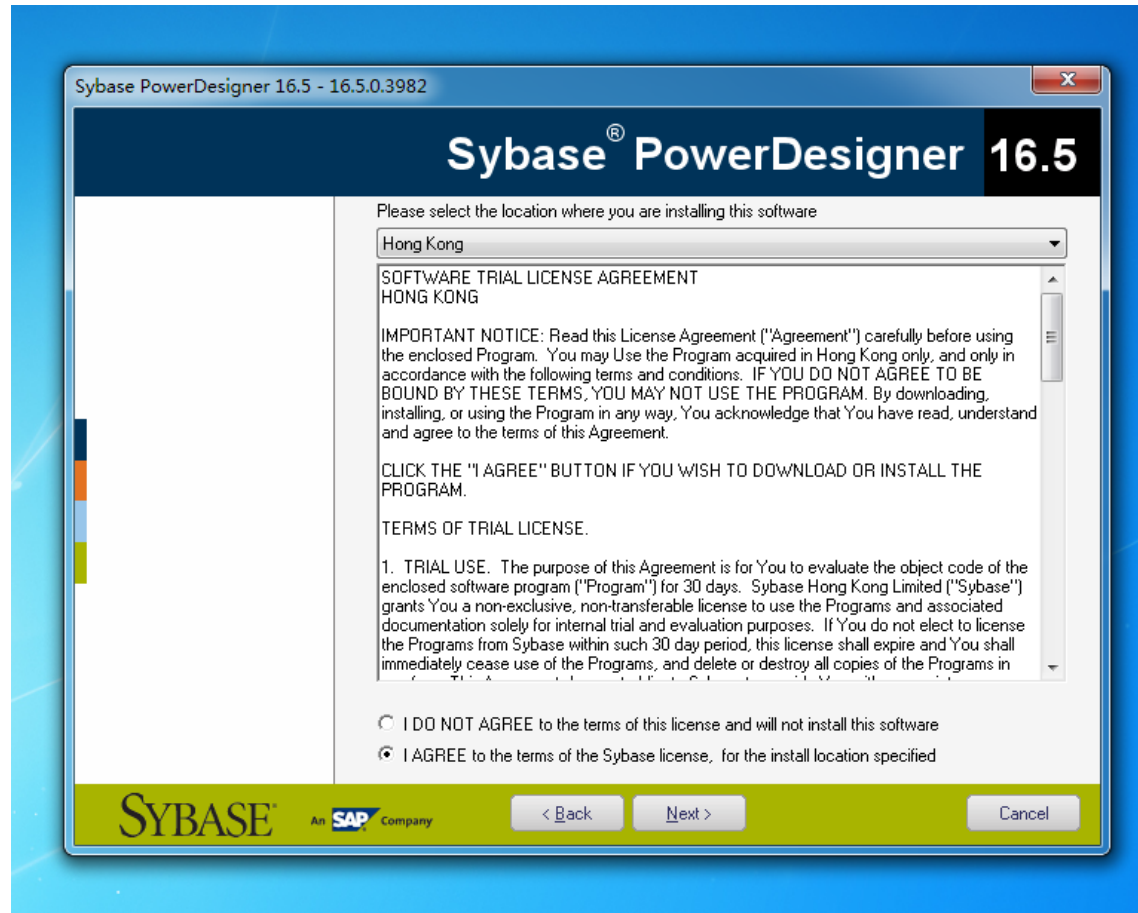 Sybase PowerDesigner 16.5 - 16.5.0.3982
Sybase® PowerDesigner 16.5
Please select the location where you are installing this software
Hong Kong
SOFTWARE TRIAL LICENSE AGREEMENT
HONG KONG
IMPORTANT NOTICE: Read this License Agreement ("Agreement") carefully before using
the enclosed Program.  You may Use the Program acquired in Hong Kong only, and only in
accordance with the following terms and conditions.  IF YOU DO NOT AGREE TO BE
BOUND BY THESE TERMS, YOU MAY NOT USE THE PROGRAM. By downloading,
installing, or using the Program in any way, You acknowledge that You have read, understand
and agree to the terms of this Agreement.
CLICK THE "I AGREE" BUTTON IF YOU WISH TO DOWNLOAD OR INSTALL THE
PROGRAM.
TERMS OF TRIAL LICENSE.
1.  TRIAL USE.  The purpose of this Agreement is for You to evaluate the object code of the
enclosed software program ("Program") for 30 days.  Sybase Hong Kong Limited ("Sybase")
grants You a non-exclusive, non-transferable license to use the Programs and associated
documentation solely for internal trial and evaluation purposes.  If You do not elect to license
the Programs from Sybase within such 30 day period, this license shall expire and You shall
immediately cease use of the Programs, and delete or destroy all copies of the Programs in
I DO NOT AGREE to the terms of this license and will not install this software
I AGREE to the terms of the Sybase license,  for the install location specified
SYBASE An SAP Company
< Back
Next >
Cancel